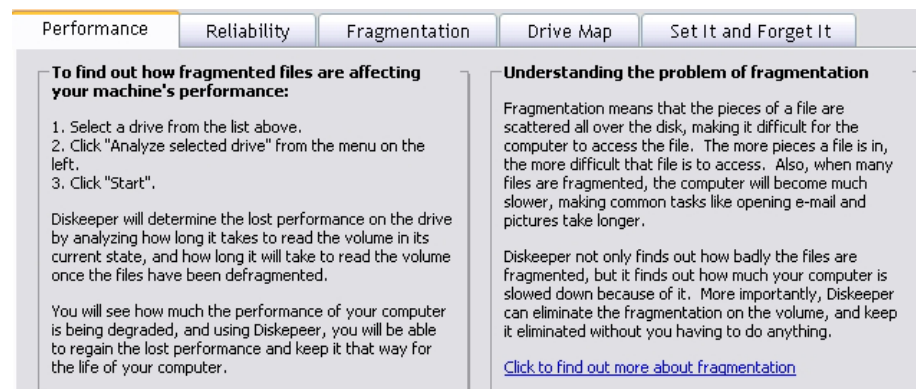 Performance
Reliability
Fragmentation
Drive Map
Set It and Forget It
To find out how fragmented files are affecting
your machine's performance:
1. Select a drive from the list above.
2. Click "Analyze selected drive" from the menu on the
left.
3. Click "Start".
Diskeeper will determine the lost performance on the drive
by analyzing how long it takes to read the volume in its
current state, and how long it will take to read the volume
once the files have been defragmented.
You will see how much the performance of your computer
is being degraded, and using Diskepeer, you will be able
to regain the lost performance and keep it that way for
the life of your computer.
Understanding the problem of fragmentation
Fragmentation means that the pieces of a file are
scattered all over the disk, making it difficult for the
computer to access the file.  The more pieces a file is in,
the more difficult that file is to access.  Also, when many
files are fragmented, the computer will become much
slower, making common tasks like opening e-mail and
pictures take longer.
Diskeeper not only finds out how badly the files are
fragmented, but it finds out how much your computer is
slowed down because of it.  More importantly, Diskeeper
can eliminate the fragmentation on the volume, and keep
it eliminated without you having to do anything.
Click to find out more about fragmentation